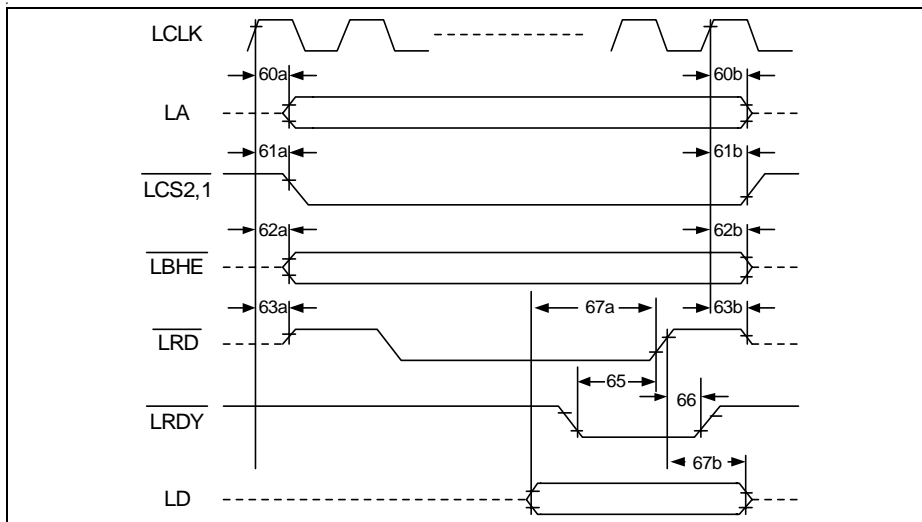 LCLK
60a 60b
LA
61a 61b
LCS2,1
62a 62b
LBHE
67a
63a 63b
LRD
65
66
LRDY
67b
LD